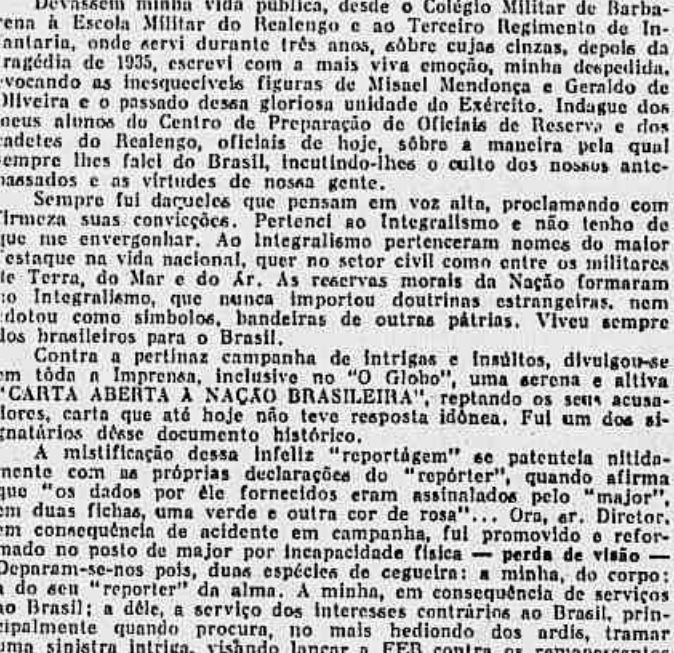 Devassem minha vida pública, desde o Colégio Militar de Barba-
cena à Escola Militar do Realengo e ao Terceiro Regimento de In-
fantaria, onde servi durante três anos, sôbre cujas cinzas, depois da
tragédia de 1935, escrevi com a mais viva emoção, minha despedida,
evocando as inesquecíveis figuras de Misael Mendonça e Geraldo de
Oliveira e o passado dessa gloriosa unidade do Exército. Indague dos
meus alunos do Centro de Preparação de Oficiais de Reserva e dos
cadetes do Realengo, oficiais de hoje, sôbre a maneira pela qual
sempre lhes falei do Brasil, incutindo-lhes o culto dos nossos ante-
passados e as virtudes de nossa gente.
Sempre fui daqueles que pensam em voz alta, proclamando com
firmeza suas convicções. Pertenci ao Integralismo e não tenho de
que me envergonhar. Ao Integralismo pertenceram nomes do maior
destaque na vida nacional, quer no setor civil como entre os militares
de Terra, do Mar e do Ar. As reservas morais da Nação formaram
no Integralismo, que nunca importou doutrinas estrangeiras, nem
adotou como símbolos, bandeiras de outras pátrias. Viveu sempre
dos brasileiros para o Brasil.
Contra a pertinaz campanha de intrigas e insúltos, divulgou-se
em tôda a Imprensa, inclusive no "O Globo", uma serena e altiva
"CARTA ABERTA À NAÇÃO BRASILEIRA", reptando os seus acusa-
dores, carta que até hoje não teve resposta idônea. Fui um dos si-
gnatários dêsse documento histórico.
A mistificação dessa infeliz "reportágem" se patenteia nitida-
mente com as próprias declarações do "repórter", quando afirma
que "os dados por êle fornecidos eram assinalados pelo "major",
em duas fichas, uma verde e outra cor de rosa"... Ora, sr. Diretor,
em consequência de acidente em campanha, fui promovido e refor-
mado no posto de major por incapacidade física — perda de visão —
Deparam-se-nos pois, duas espécies de cegueira: a minha, do corpo;
a do seu "reporter" da alma. A minha, em consequência de serviços
ao Brasil; a dêle, a serviço dos interesses contrários ao Brasil, prin-
cipalmente quando procura, no mais hediondo dos ardis, tramar
uma sinistra intriga, visando lançar a FEB contra os remanescentes